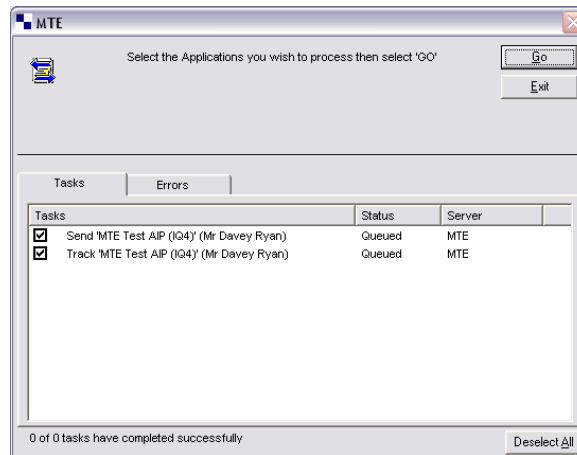 MTE
Select the Applications you wish to process then select 'GO'
Go
Exit
Tasks Errors
Tasks Status Server
Send 'MTE Test AIP (IQ4)' (Mr Davey Ryan) Queued MTE
Track 'MTE Test AIP (IQ4)' (Mr Davey Ryan) Queued MTE
0 of 0 tasks have completed successfully
Deselect All